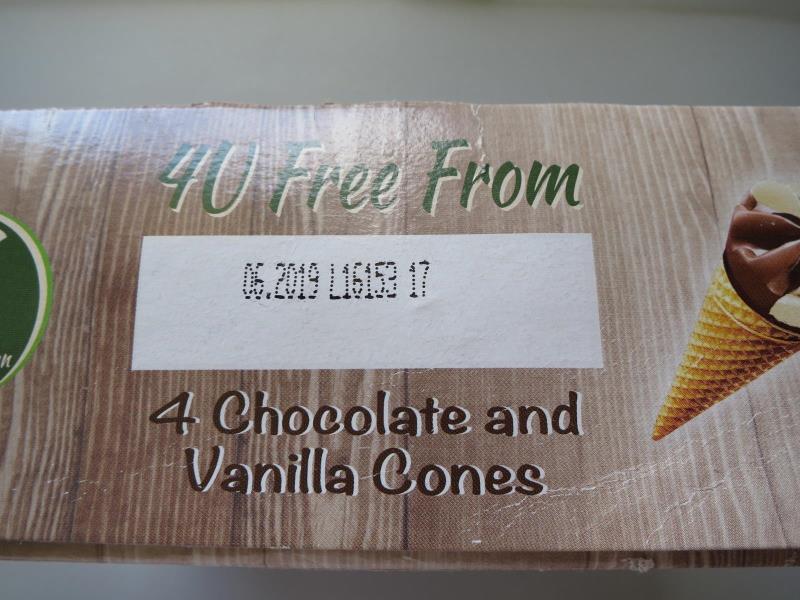 4U Free From
06.2019 L16153 17
4 Chocolate and
Vanilla Cones